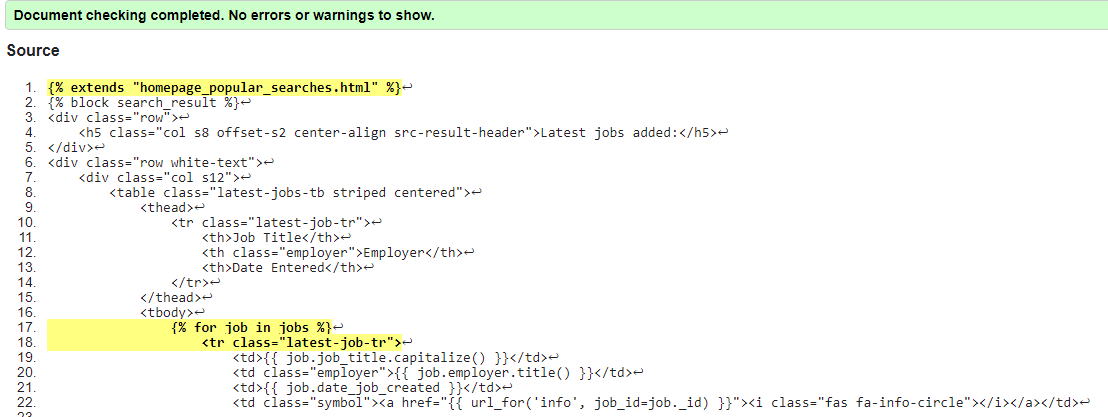 Document checking completed. No errors or warnings to show.
Source
1. {% extends "homepage_popular_searches.html" %}↩
2. {% block search_result %}↩
3. <div class="row">↩
4.     <h5 class="col s8 offset-s2 center-align src-result-header">Latest jobs added:</h5>↩
5. </div>↩
6. <div class="row white-text">↩
7.     <div class="col s12">↩
8.         <table class="latest-jobs-tb striped centered">↩
9.             <thead>↩
10.                 <tr class="latest-job-tr">↩
11.                     <th>Job Title</th>↩
12.                     <th class="employer">Employer</th>↩
13.                     <th>Date Entered</th>↩
14.                 </tr>↩
15.             </thead>↩
16.             <tbody>↩
17.                 {% for job in jobs %}↩
18.                     <tr class="latest-job-tr">↩
19.                         <td>{{ job.job_title.capitalize() }}</td>↩
20.                         <td class="employer">{{ job.employer.title() }}</td>↩
21.                         <td>{{ job.date_job_created }}</td>↩
22.                         <td class="symbol"><a href="{{ url_for('info', job_id=job._id) }}"><i class="fas fa-info-circle"></i></a></td>↩